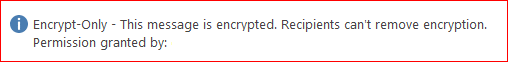 Encrypt-Only - This message is encrypted. Recipients can't remove encryption.
Permission granted by: